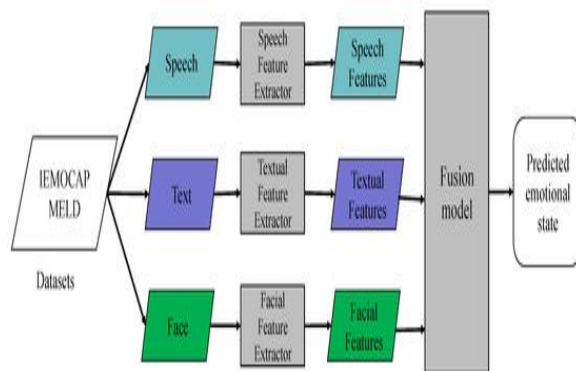 IEMOCAP
MELD
Datasets
Speech
Speech
Feature
Extractor
Speech
Features
Text
Textual
Feature
Extractor
Textual
Features
Face
Facial
Feature
Extractor
Facial
Features
Fusion
model
Predicted
emotional
state